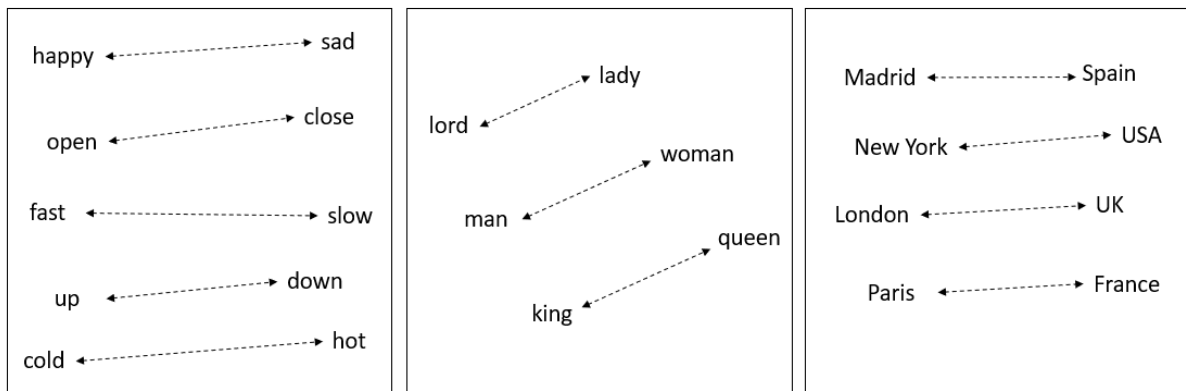 happy sad
open close
fast slow
up down
cold hot
lord lady
man woman
king queen
Madrid Spain
New York USA
London UK
Paris France